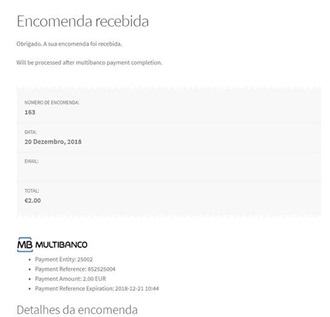 Encomenda recebida
Obrigado. A sua encomenda foi recebida.
Will be processed after multibanco payment completion.
NÚMERO DE ENCOMENDA:
163
DATA:
20 Dezembro, 2018
EMAIL:
TOTAL:
€2.00
MB MULTIBANCO
Payment Entity: 25002
Payment Reference: 852525004
Payment Amount: 2.00 EUR
Payment Reference Expiration: 2018-12-21 10:44
Detalhes da encomenda